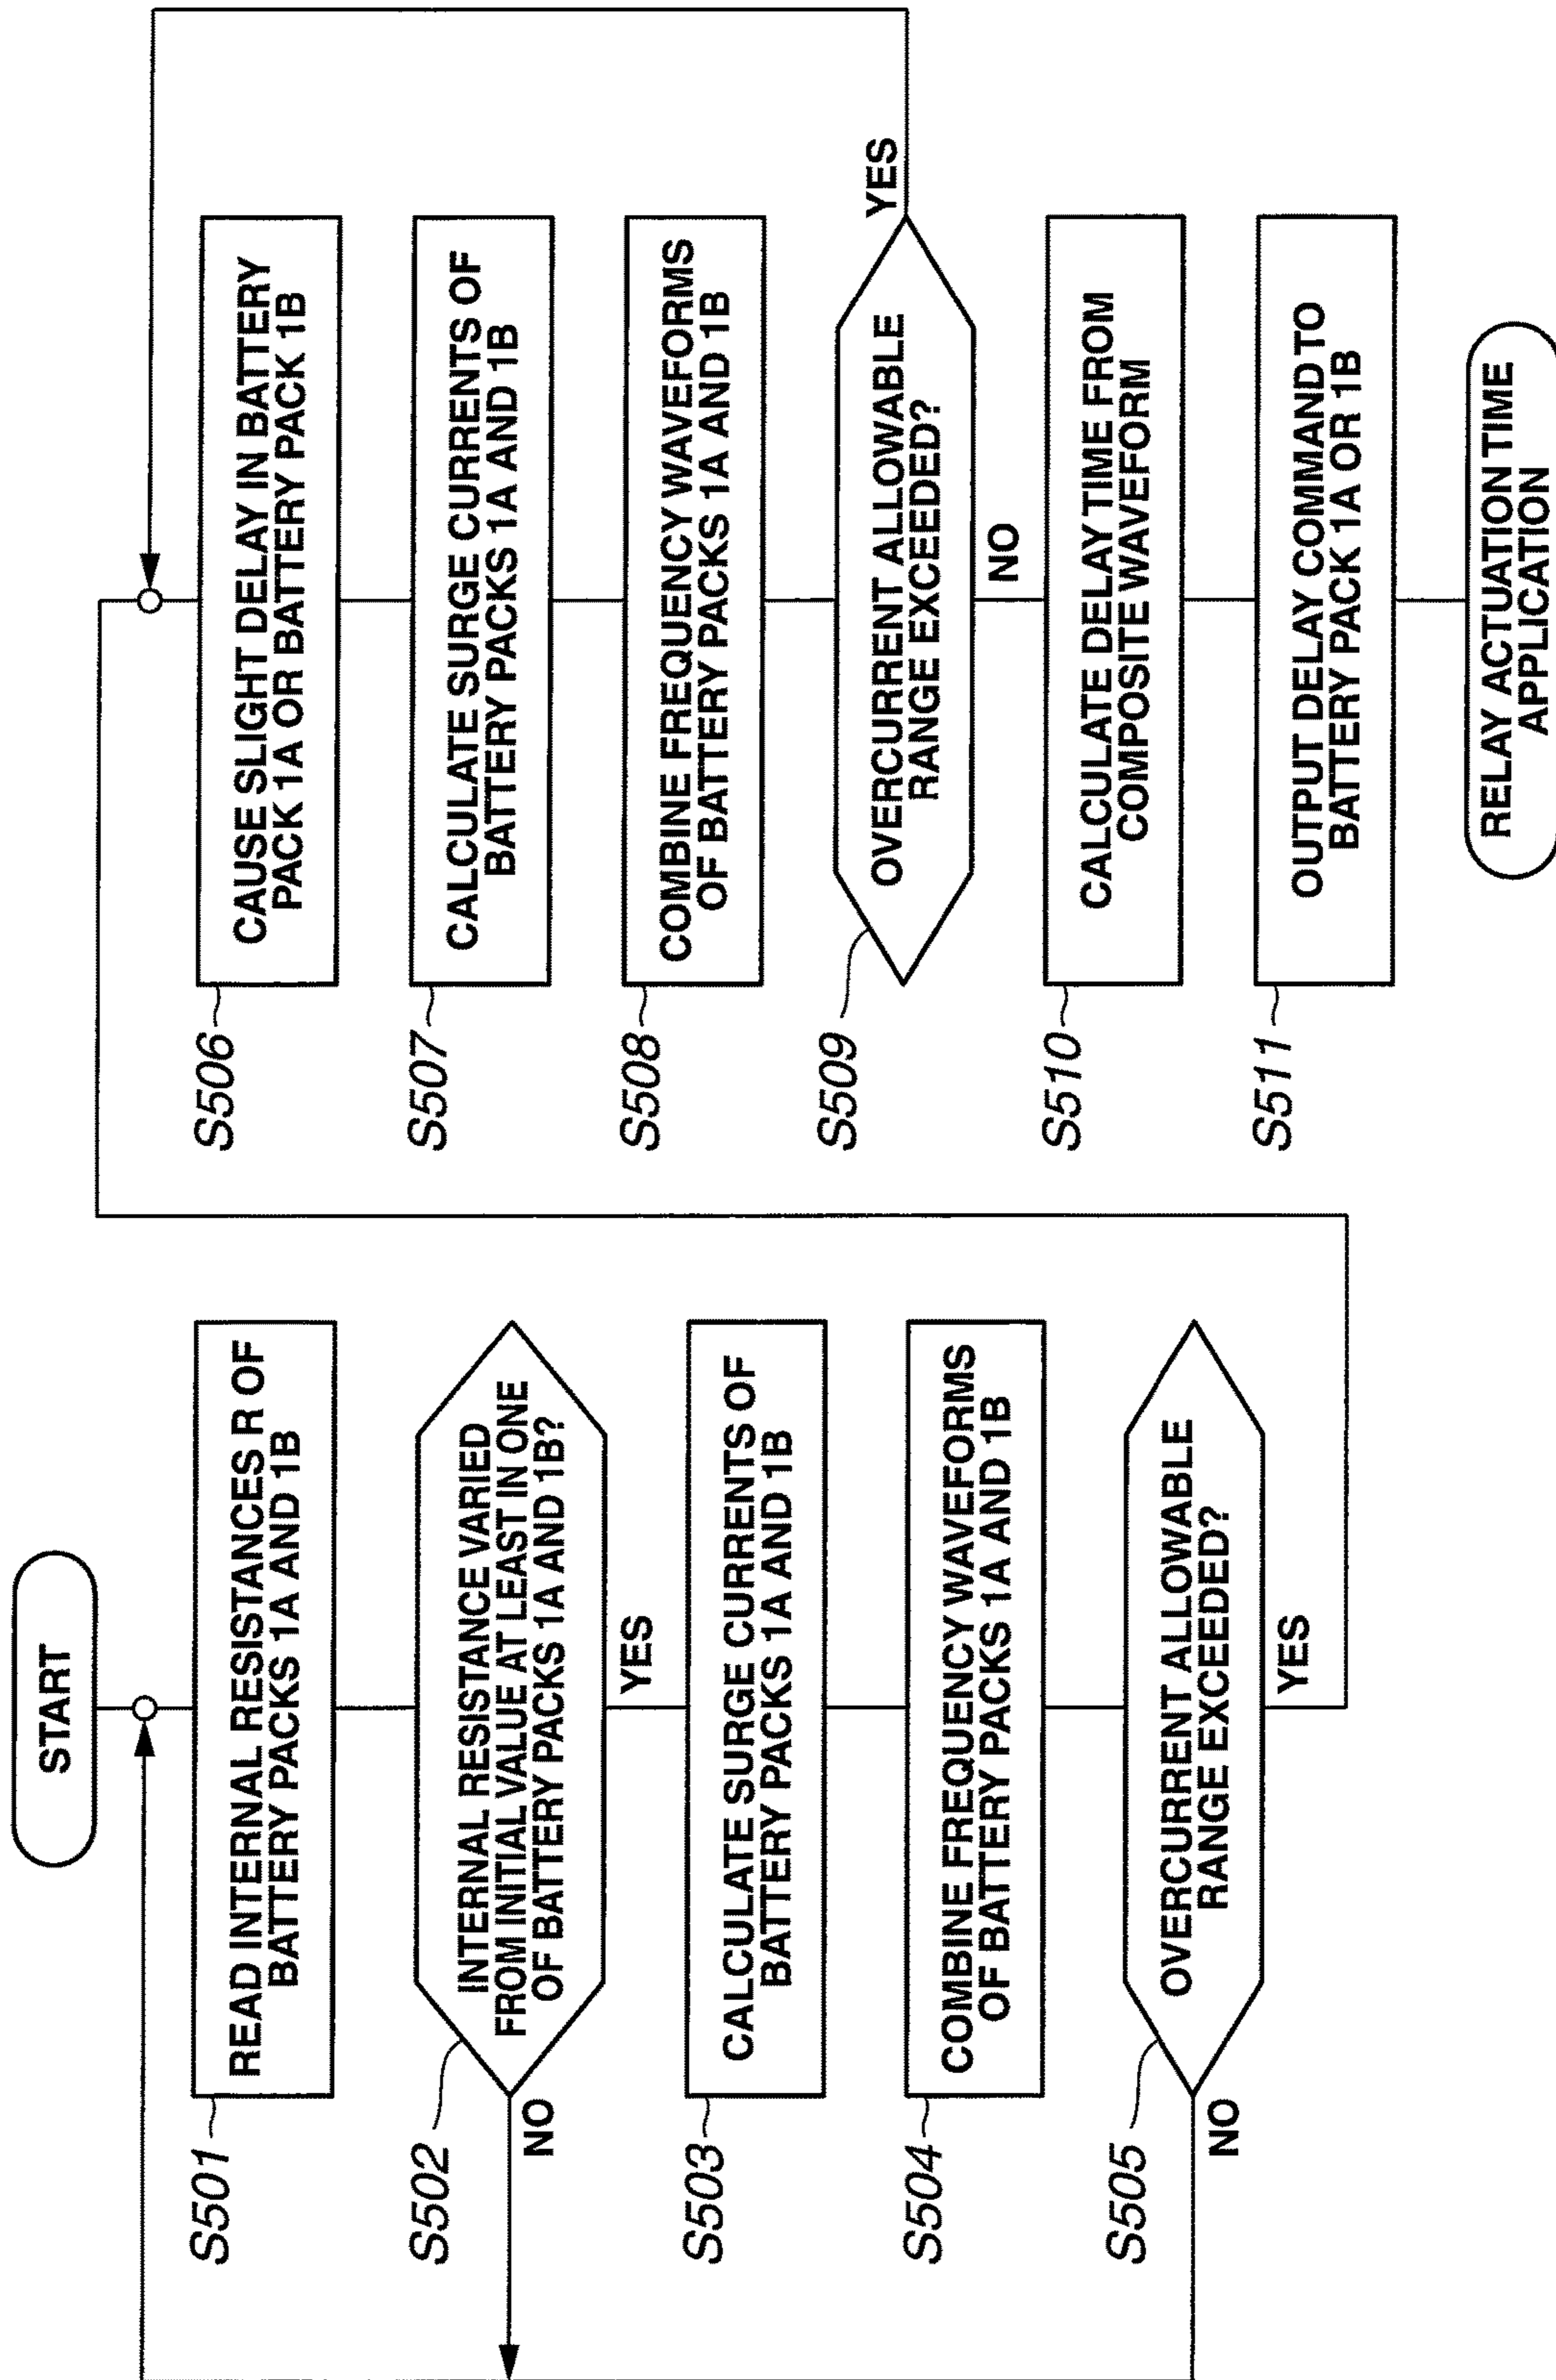 START
S501
READ INTERNAL RESISTANCES R OF
BATTERY PACKS 1A AND 1B
S502
INTERNAL RESISTANCE VARIED
FROM INITIAL VALUE AT LEAST IN ONE
OF BATTERY PACKS 1A AND 1B?
NO
YES
S503
CALCULATE SURGE CURRENTS OF
BATTERY PACKS 1A AND 1B
S504
COMBINE FREQUENCY WAVEFORMS
OF BATTERY PACKS 1A AND 1B
S505
OVERCURRENT ALLOWABLE
RANGE EXCEEDED?
NO
YES
S506
CAUSE SLIGHT DELAY IN BATTERY
PACK 1A OR BATTERY PACK 1B
S507
CALCULATE SURGE CURRENTS OF
BATTERY PACKS 1A AND 1B
S508
COMBINE FREQUENCY WAVEFORMS
OF BATTERY PACKS 1A AND 1B
S509
OVERCURRENT ALLOWABLE
RANGE EXCEEDED?
YES
NO
S510
CALCULATE DELAY TIME FROM
COMPOSITE WAVEFORM
S511
OUTPUT DELAY COMMAND TO
BATTERY PACK 1A OR 1B
RELAY ACTUATION TIME
APPLICATION